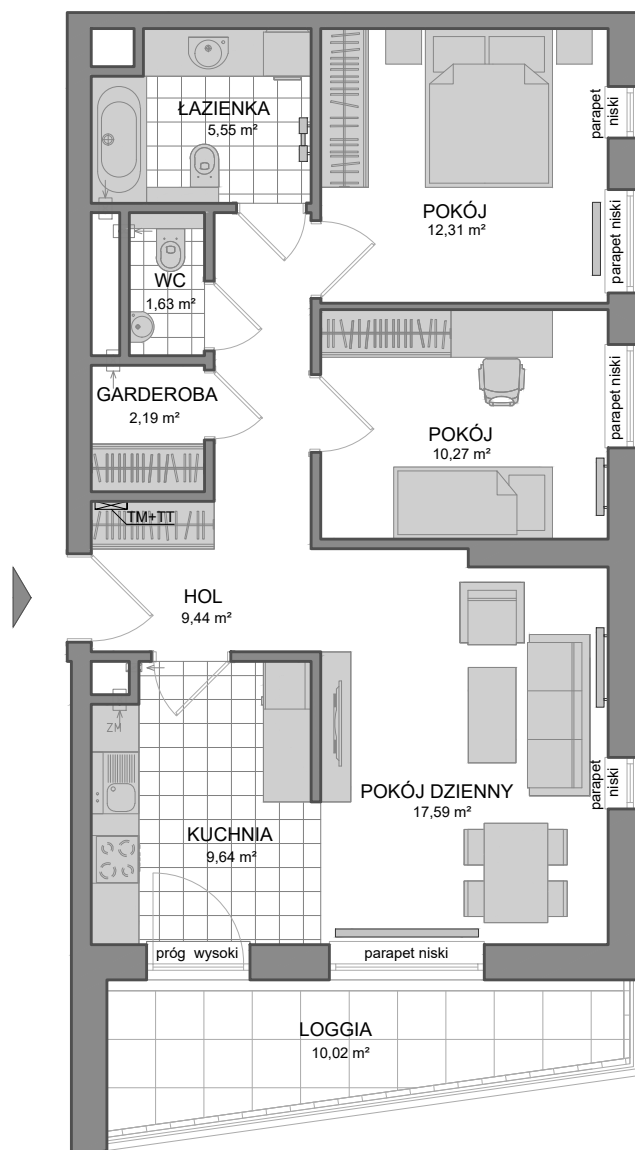 ŁAZIENKA
5,55 m²
parapet
niski
POKÓJ
12,31 m²
parapet niski
WC
1,63 m²
GARDEROBA
2,19 m²
parapet niski
POKÓJ
10,27 m²
TM+TT
HOL
9,44 m²
ZM
POKÓJ DZIENNY
17,59 m²
parapet
niski
KUCHNIA
9,64 m²
próg wysoki
parapet niski
LOGGIA
10,02 m²